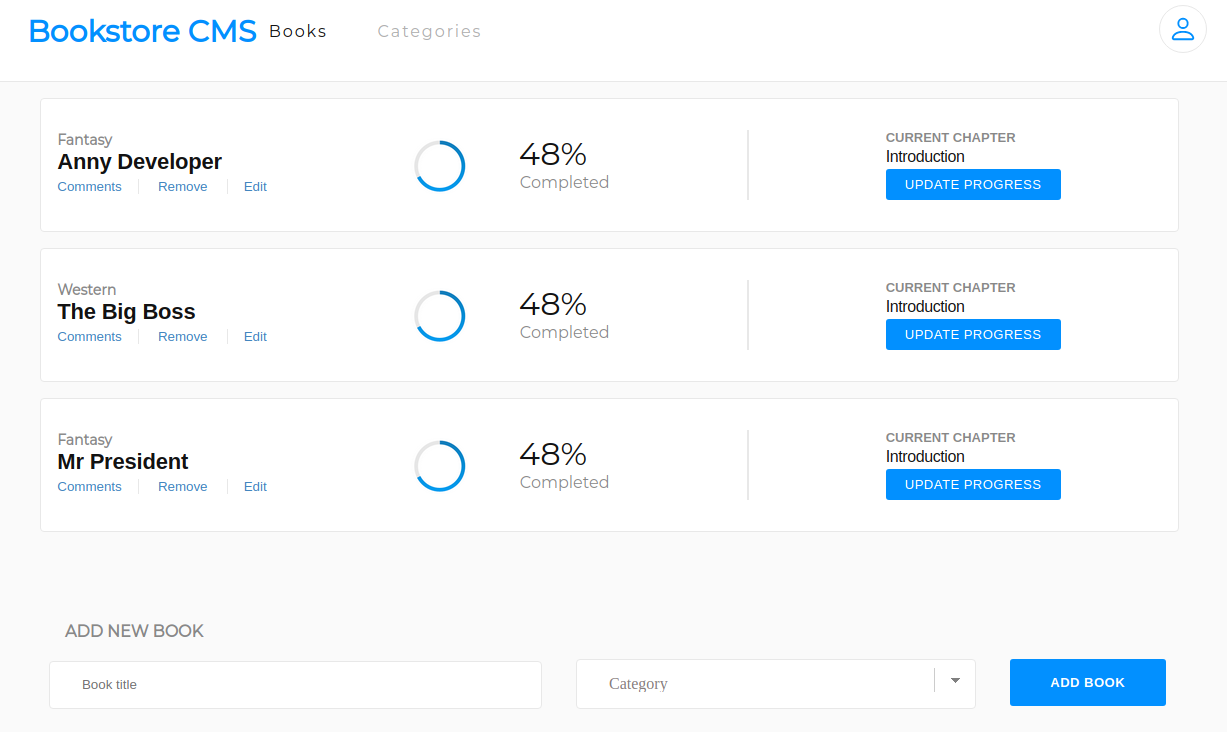 Bookstore CMS Books Categories
Fantasy
Anny Developer
Comments Remove Edit
48%
Completed
CURRENT CHAPTER
Introduction
UPDATE PROGRESS
Western
The Big Boss
Comments Remove Edit
48%
Completed
CURRENT CHAPTER
Introduction
UPDATE PROGRESS
Fantasy
Mr President
Comments Remove Edit
48%
Completed
CURRENT CHAPTER
Introduction
UPDATE PROGRESS
ADD NEW BOOK
Book title Category ADD BOOK